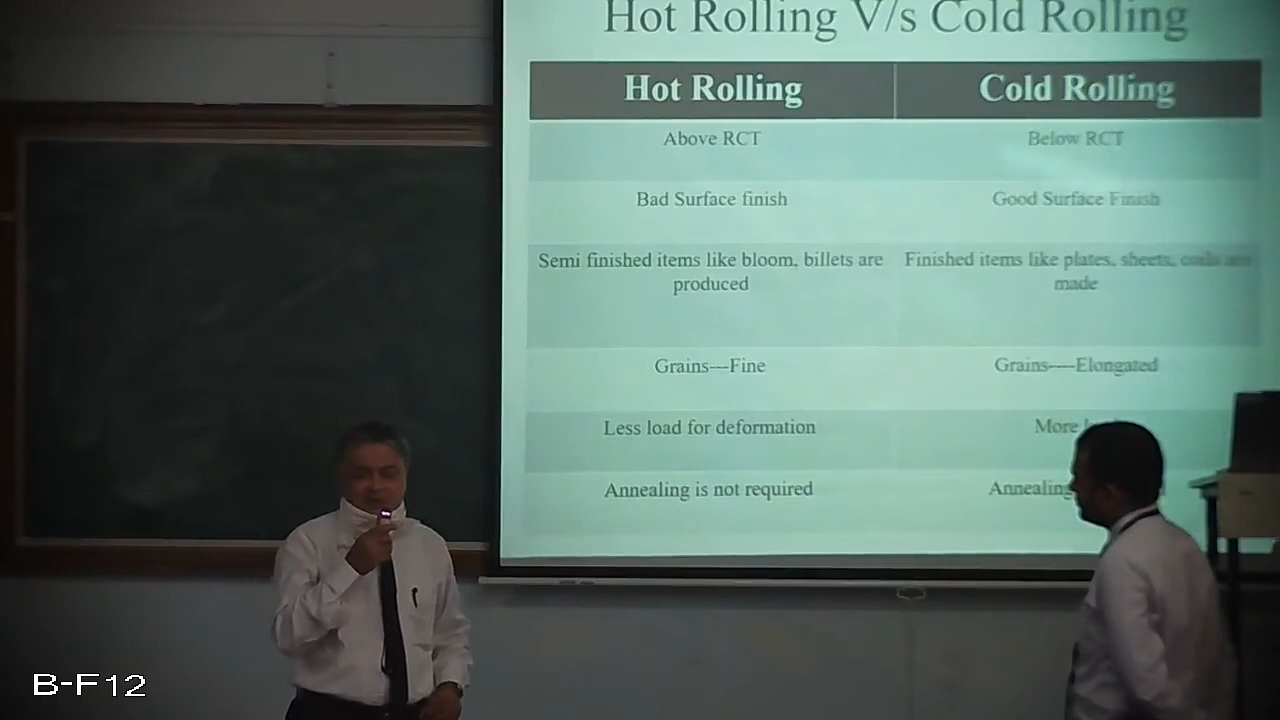 Hot Rolling V/s Cold Rolling
Hot Rolling
Cold Rolling
Above RCT
Below RCT
Bad Surface finish
Good Surface Finish
Semi finished items like bloom, billets are
produced
Finished items like plates, sheets, coils are
made
Grains---Fine
Grains----Elongated
Less load for deformation
More
Annealing is not required
Annealing
B-F12